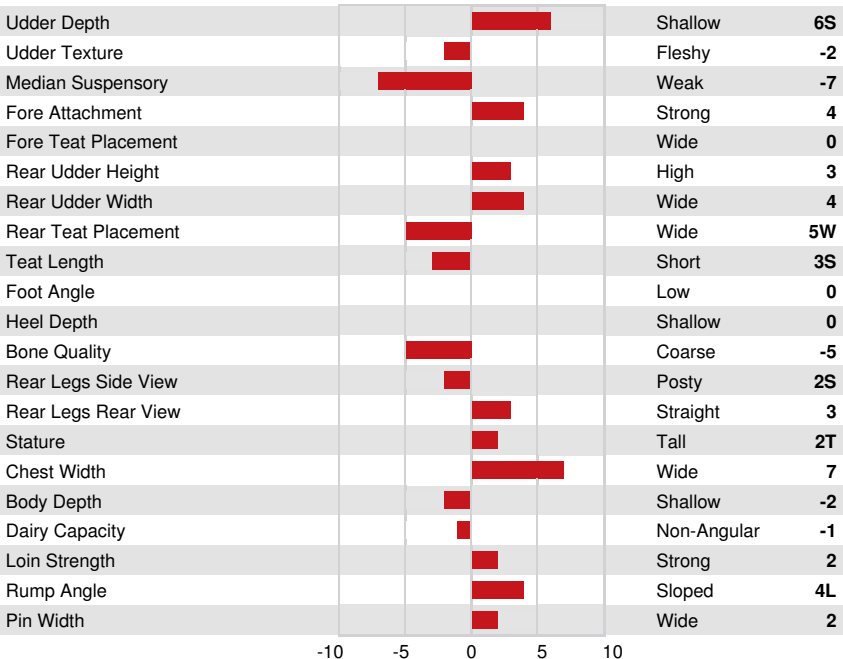 Udder Depth Shallow 6S
Udder Texture Fleshy -2
Median Suspensory Weak -7
Fore Attachment Strong 4
Fore Teat Placement Wide 0
Rear Udder Height High 3
Rear Udder Width Wide 4
Rear Teat Placement Wide 5W
Teat Length Short 3S
Foot Angle Low 0
Heel Depth Shallow 0
Bone Quality Coarse -5
Rear Legs Side View Posty 2S
Rear Legs Rear View Straight 3
Stature Tall 2T
Chest Width Wide 7
Body Depth Shallow -2
Dairy Capacity Non-Angular -1
Loin Strength Strong 2
Rump Angle Sloped 4L
Pin Width Wide 2
-10 -5 0 5 10